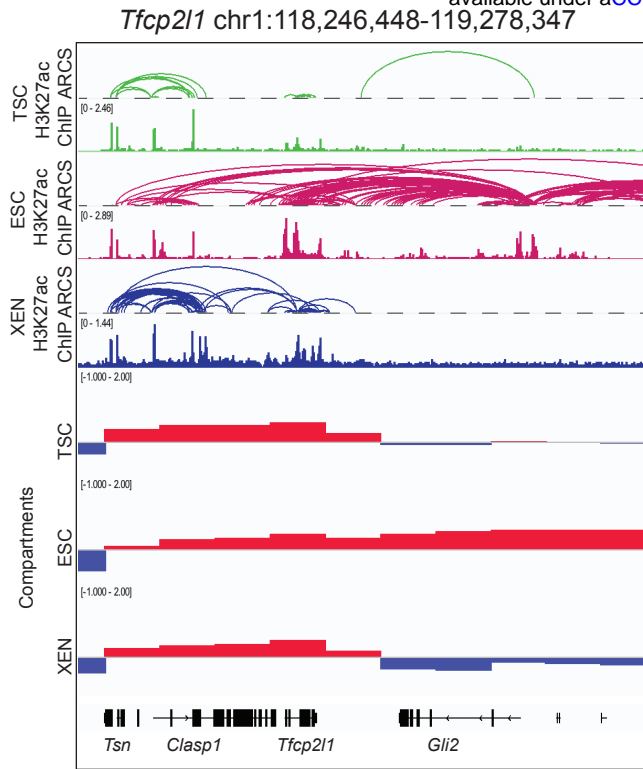 available under aCC
Tfcp2l1 chr1:118,246,448-119,278,347
TSC
H3K27ac
ChIP ARCS
[0 - 2.46]
ESC
H3K27ac
ChIP ARCS
[0 - 2.89]
XEN
H3K27ac
ChIP ARCS
[0 - 1.44]
Compartments
TSC
[-1.000 - 2.00]
ESC
[-1.000 - 2.00]
XEN
[-1.000 - 2.00]
Tsn Clasp1 Tfcp2l1 Gli2